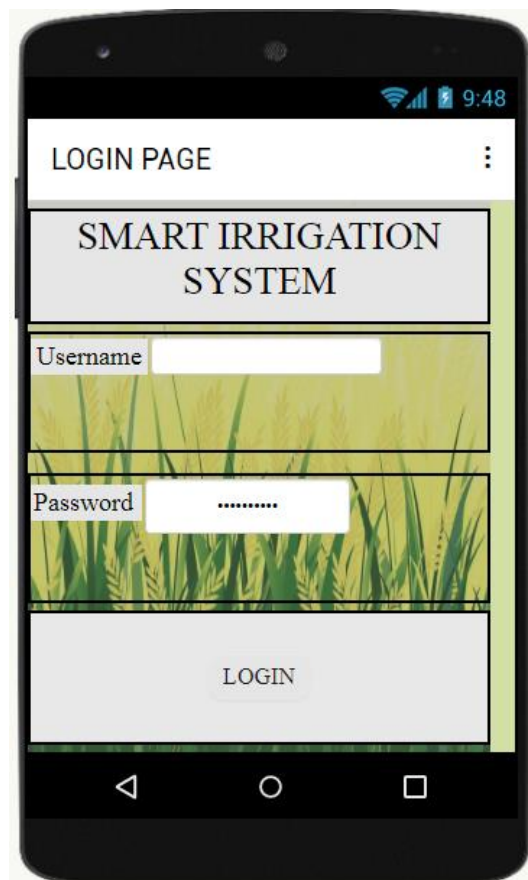 9:48
LOGIN PAGE
SMART IRRIGATION
SYSTEM
Username
Password
LOGIN